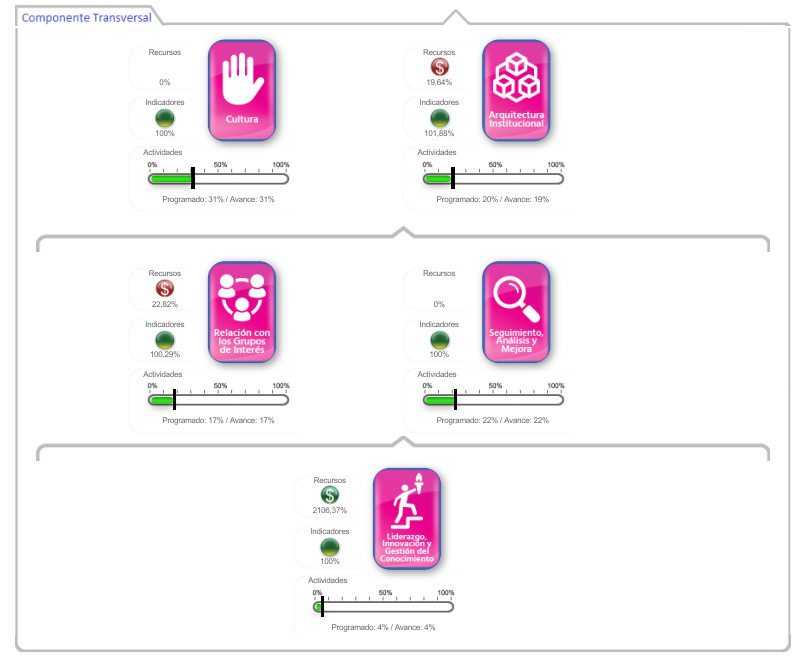 Componente Transversal
Recursos
0%
Indicadores
100%
Cultura
Actividades
0% 50% 100%
Programado: 31% / Avance: 31%
Recursos
$
19,64%
Indicadores
101,88%
Arquitectura
Institucional
Actividades
0% 50% 100%
Programado: 20% / Avance: 19%
Recursos
$
22,82%
Indicadores
100,29%
Relación con
los Grupos
de Interés
Actividades
0% 50% 100%
Programado: 17% / Avance: 17%
Recursos
0%
Indicadores
100%
Seguimiento,
Análisis y
Mejora
Actividades
0% 50% 100%
Programado: 22% / Avance: 22%
Recursos
$
2106,37%
Indicadores
100%
Liderazgo,
Innovación y
Gestión del
Conocimiento
Actividades
0% 50% 100%
Programado: 4% / Avance: 4%